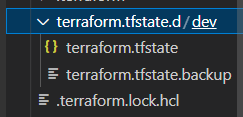 terraform.tfstate.d / dev
{} terraform.tfstate
terraform.tfstate.backup
.terraform.lock.hcl